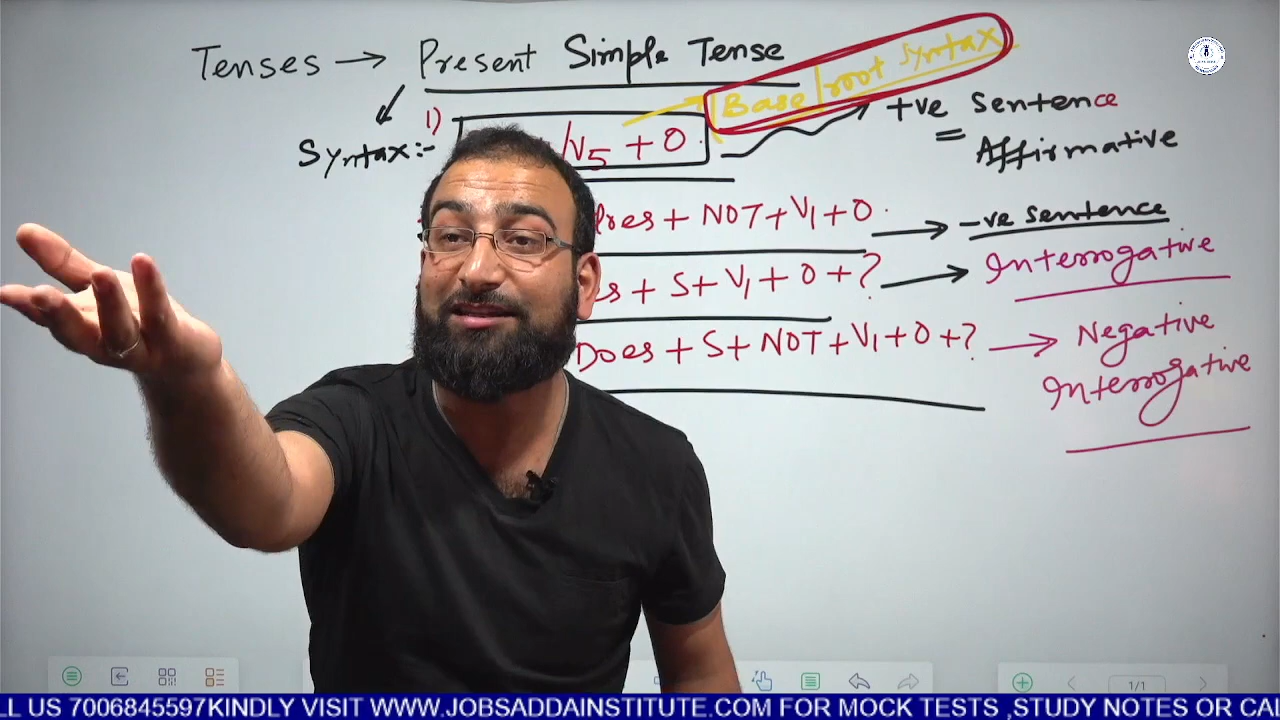 Tenses → Present Simple Tense
Base/root Syntax
Syntax:- 1) /V5 + O.
+ve sentence
= Affirmative
oes + NOT + V1 + O.
→ -ve sentence
s + S + V1 + O + ?
→ Interrogative
Does + S + NOT + V1 + O + ?
→ Negative
Interrogative
1/1
L US 7006845597KINDLY VISIT WWW.JOBSADDAINSTITUTE.COM FOR MOCK TESTS ,STUDY NOTES OR CAL